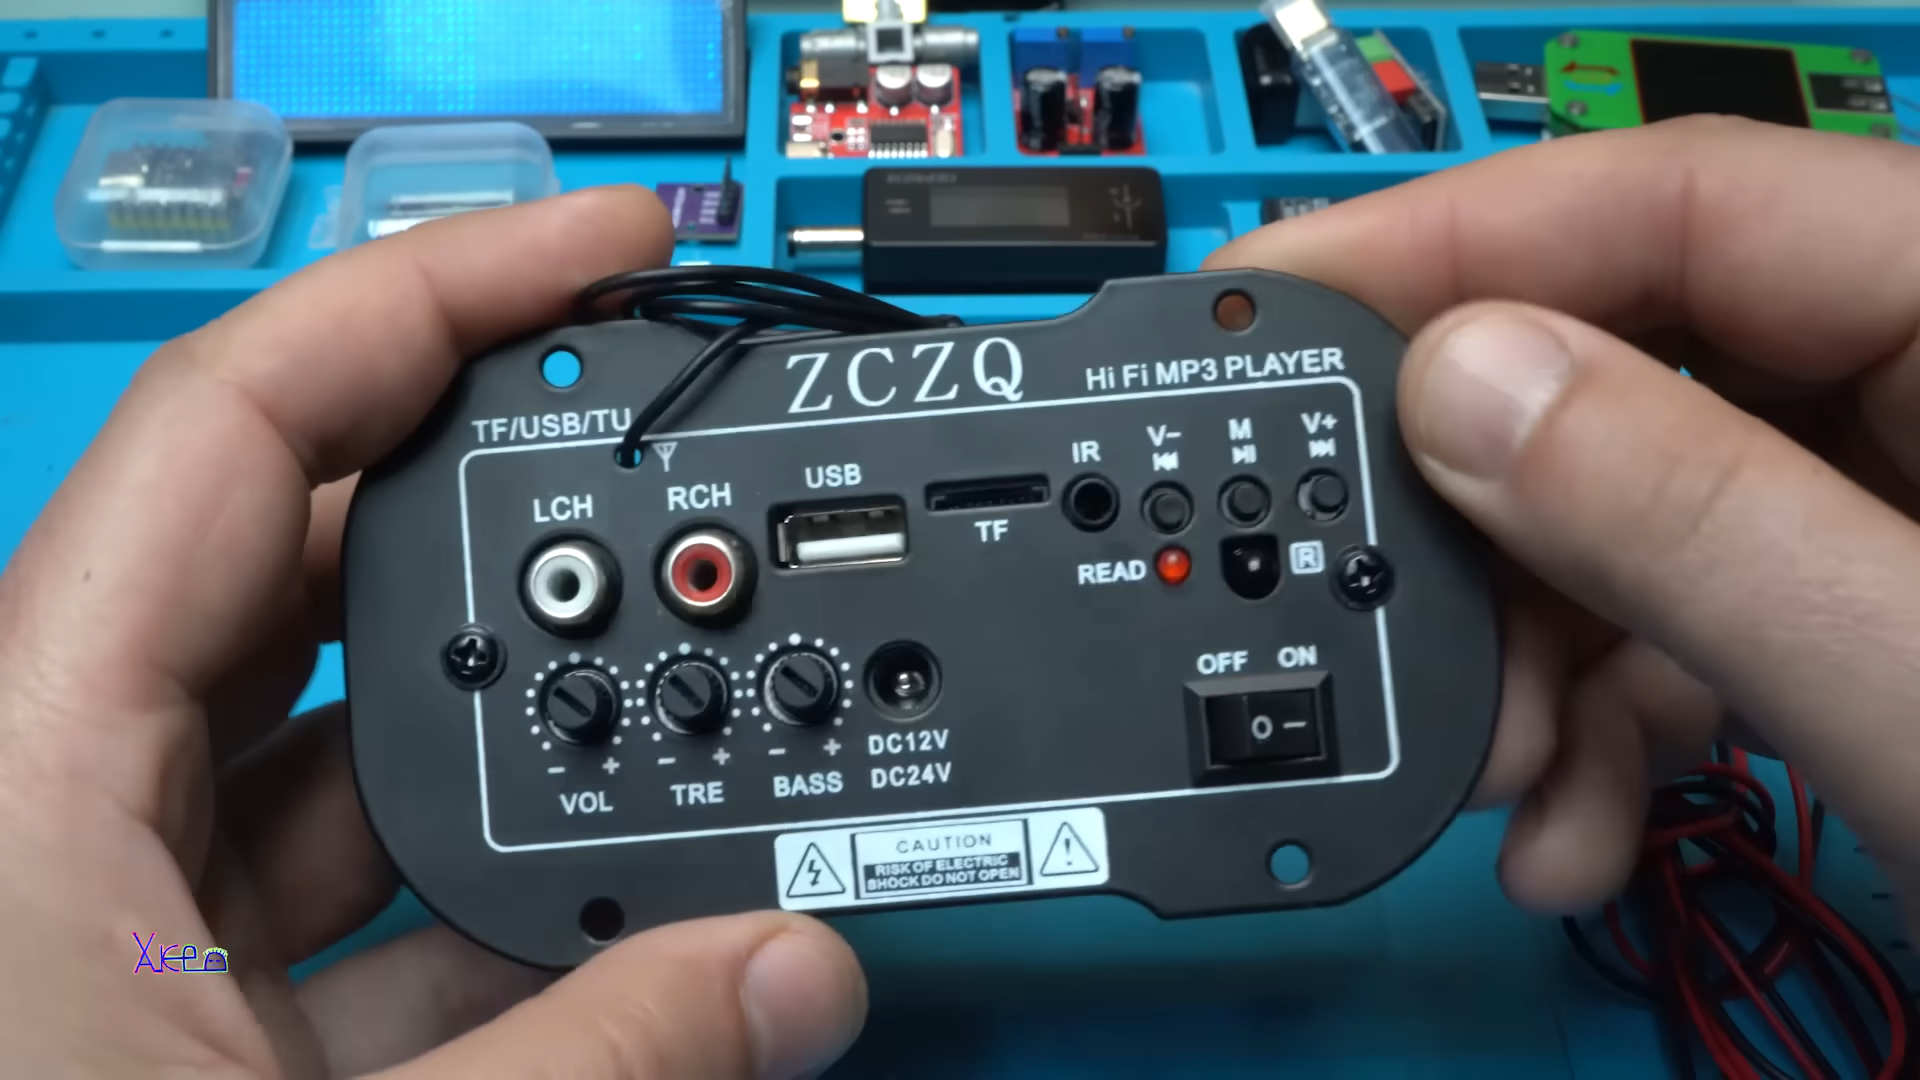 ZCZQ
Hi Fi MP3 PLAYER
TF/USB/TU
LCH
RCH
USB
TF
IR
V−
M
V+
READ
R
OFF ON
O −
− +
− +
− +
VOL
TRE
BASS
DC12V
DC24V
CAUTION
RISK OF ELECTRIC
SHOCK DO NOT OPEN